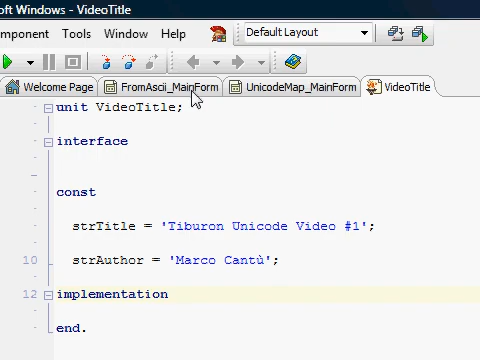 oft Windows - VideoTitle
mponent Tools Window Help Default Layout
Welcome Page FromAscii_MainForm UnicodeMap_MainForm VideoTitle
unit VideoTitle;
interface
const
strTitle = 'Tiburon Unicode Video #1';
10 strAuthor = 'Marco Cantù';
12 implementation
end.